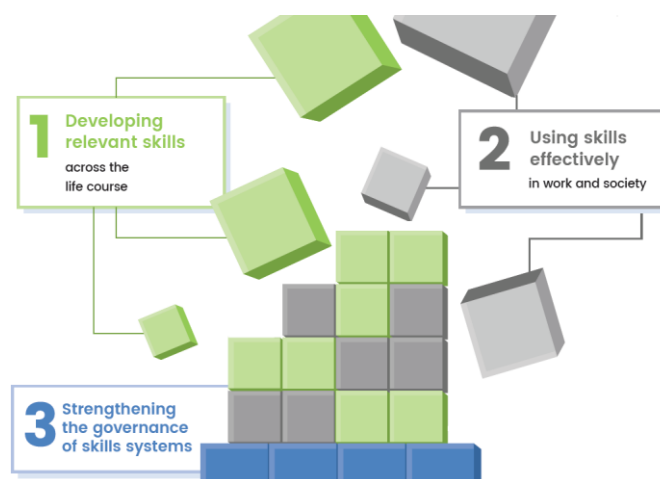 1
Developing
relevant skills
across the
life course
2
Using skills
effectively
in work and society
3
Strengthening
the governance
of skills systems